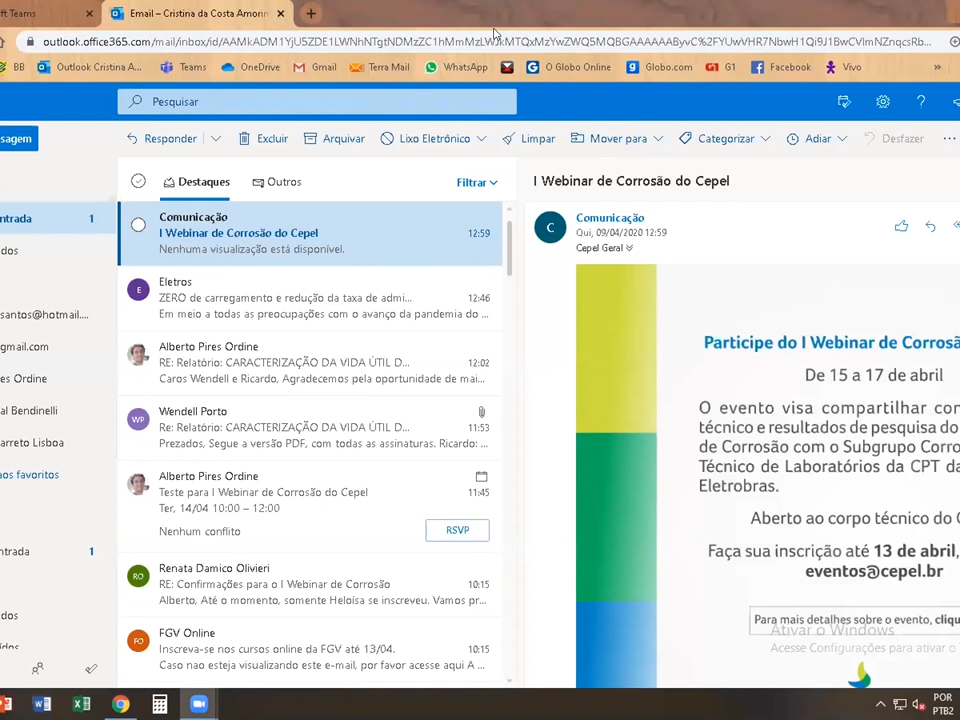 ft Teams
Email – Cristina da Costa Amorin
outlook.office365.com/mail/inbox/id/
BB
Outlook Cristina A...
Teams
OneDrive
Gmail
Terra Mail
WhatsApp
O Globo Online
Globo.com
G1
Facebook
Vivo
»
Pesquisar
sagem
Responder
Excluir
Arquivar
Lixo Eletrônico
Limpar
Mover para
Categorizar
Adiar
Desfazer
...
Destaques
Outros
Filtrar
I Webinar de Corrosão do Cepel
ntrada 1
dos
santos@hotmail....
gmail.com
es Ordine
al Bendinelli
arreto Lisboa
aos favoritos
ntrada 1
dos
Comunicação
I Webinar de Corrosão do Cepel 12:59
Nenhuma visualização está disponível.
E
Eletros
ZERO de carregamento e redução da taxa de admi... 12:46
Em meio a todas as preocupações com o avanço da pandemia do ...
Alberto Pires Ordine
RE: Relatório: CARACTERIZAÇÃO DA VIDA ÚTIL D... 12:02
Caros Wendell e Ricardo, Agradecemos pela oportunidade de mai...
WP
Wendell Porto
Re: Relatório: CARACTERIZAÇÃO DA VIDA ÚTIL D... 11:53
Prezados, Segue a versão PDF, com todas as assinaturas. Ricardo: ...
Alberto Pires Ordine
Teste para I Webinar de Corrosão do Cepel 11:45
Ter, 14/04 10:00 – 12:00
Nenhum conflito RSVP
RO
Renata Damico Olivieri
RE: Confirmações para o I Webinar de Corrosão 10:15
Alberto, Até o momento, somente Heloísa se inscreveu. Vamos pr...
FO
FGV Online
Inscreva-se nos cursos online da FGV até 13/04. 10:15
Caso nao esteja visualizando este e-mail, por favor acesse aqui A ...
C
Comunicação
Qui, 09/04/2020 12:59
Cepel Geral
Participe do I Webinar de Corrosã
De 15 a 17 de abril
O evento visa compartilhar con
técnico e resultados de pesquisa do
de Corrosão com o Subgrupo Corro
Técnico de Laboratórios da CPT da
Eletrobras.
Aberto ao corpo técnico do C
Faça sua inscrição até 13 de abril,
eventos@cepel.br
Para mais detalhes sobre o evento, cliqu
Ativar o Windows
Acesse Configurações para ativar o
POR
PTB2